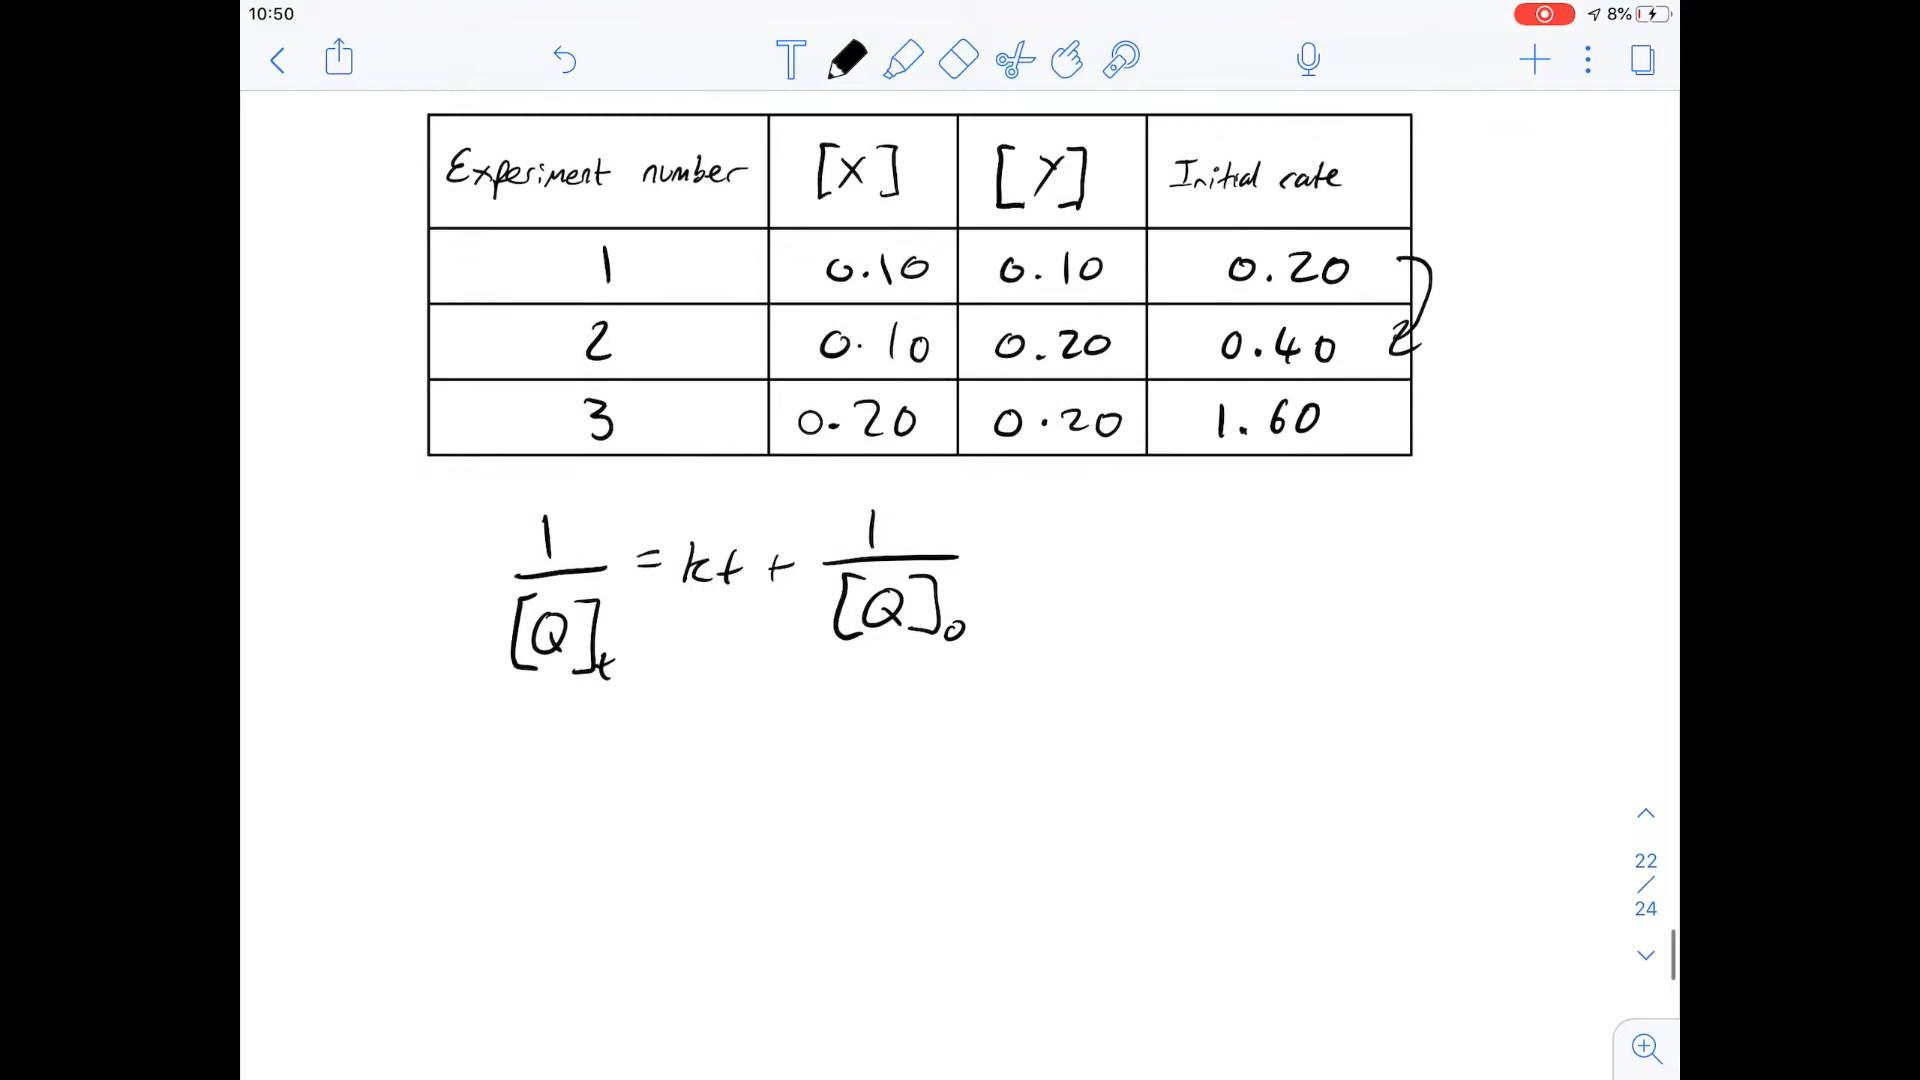 10:50
8%
Experiment number [X] [Y] Initial rate
1 0.10 0.10 0.20
2 0.10 0.20 0.40 2
3 0.20 0.20 1.60
1/[Q]t = kt + 1/[Q]0
22
/
24